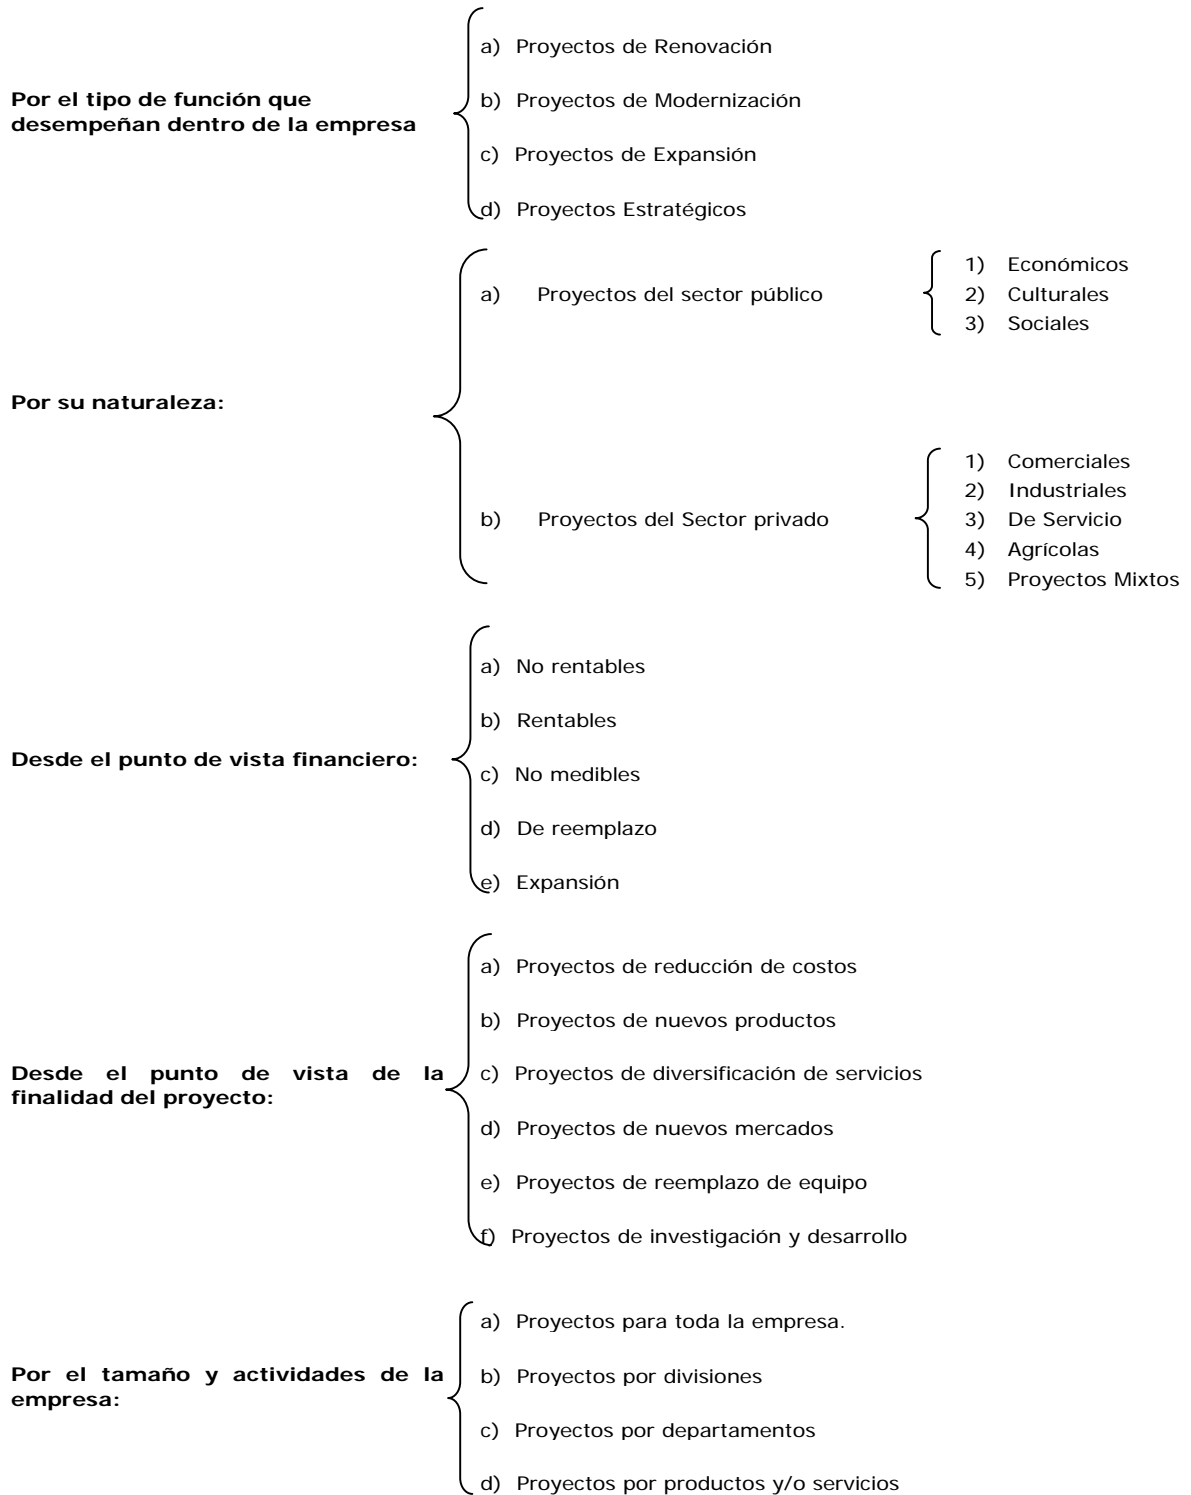 a) Proyectos de Renovación
Por el tipo de función que
desempeñan dentro de la empresa
b) Proyectos de Modernización
c) Proyectos de Expansión
d) Proyectos Estratégicos
Por su naturaleza:
a) Proyectos del sector público
1) Económicos
2) Culturales
3) Sociales
b) Proyectos del Sector privado
1) Comerciales
2) Industriales
3) De Servicio
4) Agrícolas
5) Proyectos Mixtos
Desde el punto de vista financiero:
a) No rentables
b) Rentables
c) No medibles
d) De reemplazo
e) Expansión
Desde el punto de vista de la
finalidad del proyecto:
a) Proyectos de reducción de costos
b) Proyectos de nuevos productos
c) Proyectos de diversificación de servicios
d) Proyectos de nuevos mercados
e) Proyectos de reemplazo de equipo
f) Proyectos de investigación y desarrollo
Por el tamaño y actividades de la
empresa:
a) Proyectos para toda la empresa.
b) Proyectos por divisiones
c) Proyectos por departamentos
d) Proyectos por productos y/o servicios